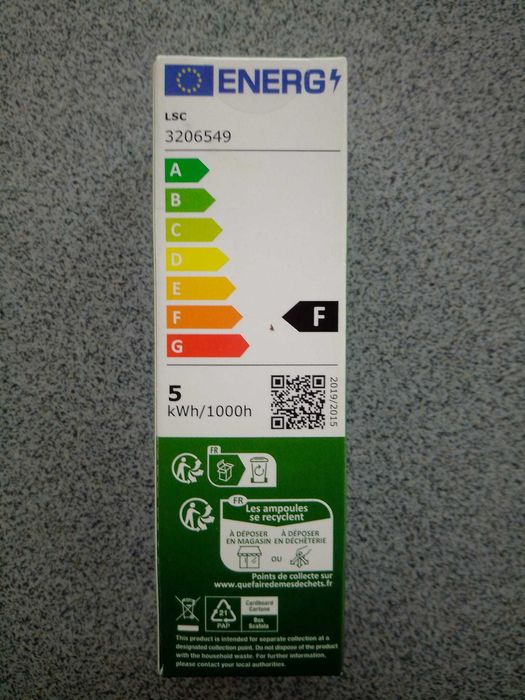 ENERG
LSC
3206549
A
B
C
D
E
F
G
F
5
kWh/1000h
2019/2015
FR
FR
Les ampoules
se recyclent
À DÉPOSER
EN MAGASIN
OU
À DÉPOSER
EN DÉCHÈTERIE
Points de collecte sur
www.quefairedemesdechets.fr
21
PAP
Cardboard
Cartone
Box
Scatola
This product is intended for separate collection at a
designated collection point. Do not dispose of the product
with the household waste. For further information,
please contact your local authorities.